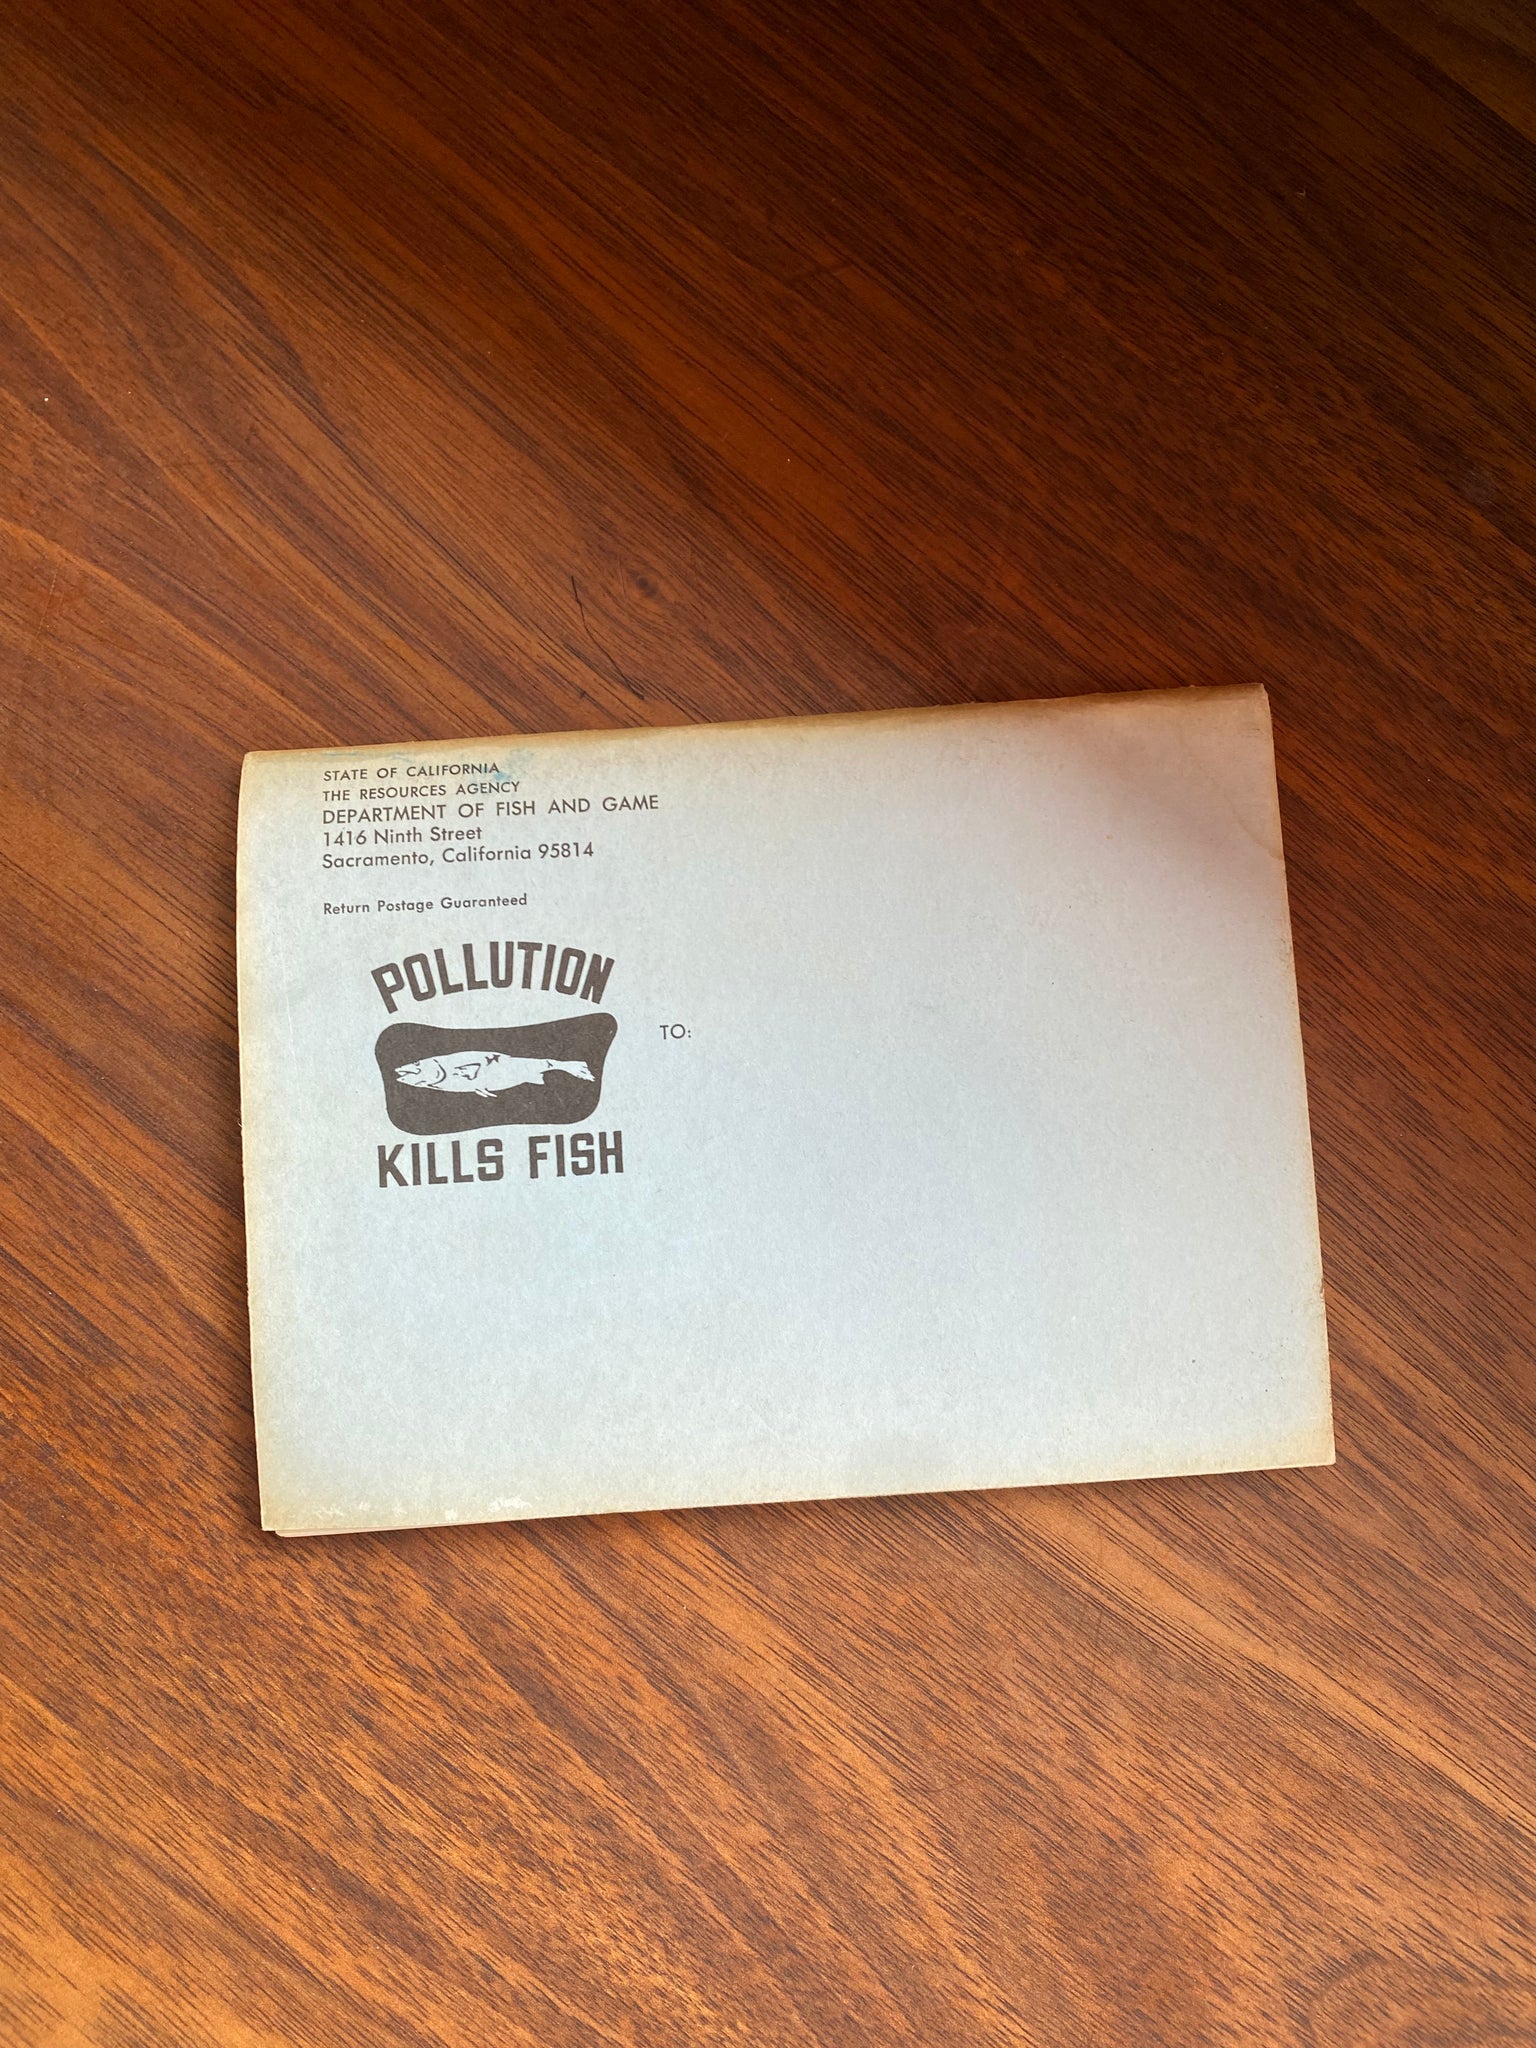 STATE OF CALIFORNIA
THE RESOURCES AGENCY
DEPARTMENT OF FISH AND GAME
1416 Ninth Street
Sacramento, California 95814
Return Postage Guaranteed
POLLUTION
KILLS FISH
TO: